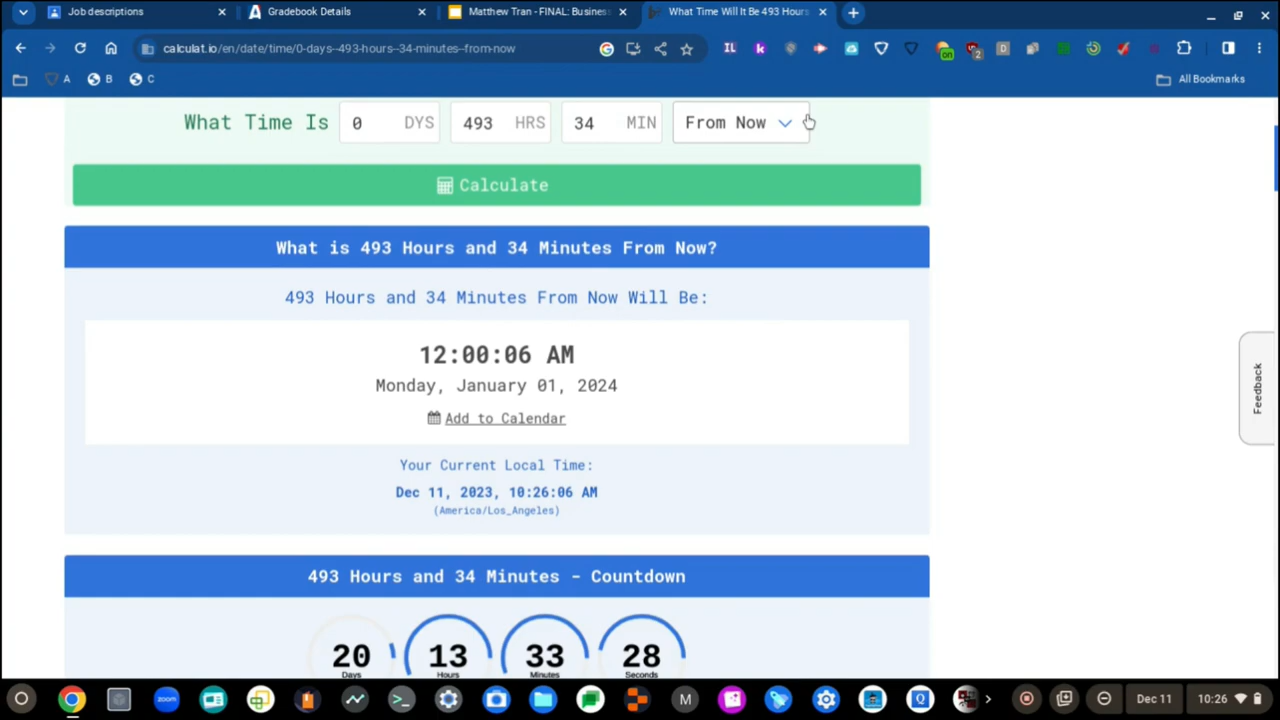 Job descriptions
Gradebook Details
Matthew Tran - FINAL: Busines
What Time Will It Be 493 Hours
calculat.io/en/date/time/0-days--493-hours--34-minutes--from-now
IL
k
on
2
D
A
B
C
All Bookmarks
What Time Is 0 DYS 493 HRS 34 MIN From Now
Calculate
What is 493 Hours and 34 Minutes From Now?
493 Hours and 34 Minutes From Now Will Be:
12:00:06 AM
Monday, January 01, 2024
Add to Calendar
Your Current Local Time:
Dec 11, 2023, 10:26:06 AM
(America/Los_Angeles)
Feedback
493 Hours and 34 Minutes - Countdown
20 13 33 28
Days Hours Minutes Seconds
zoom
M
Q
Dec 11
10:26